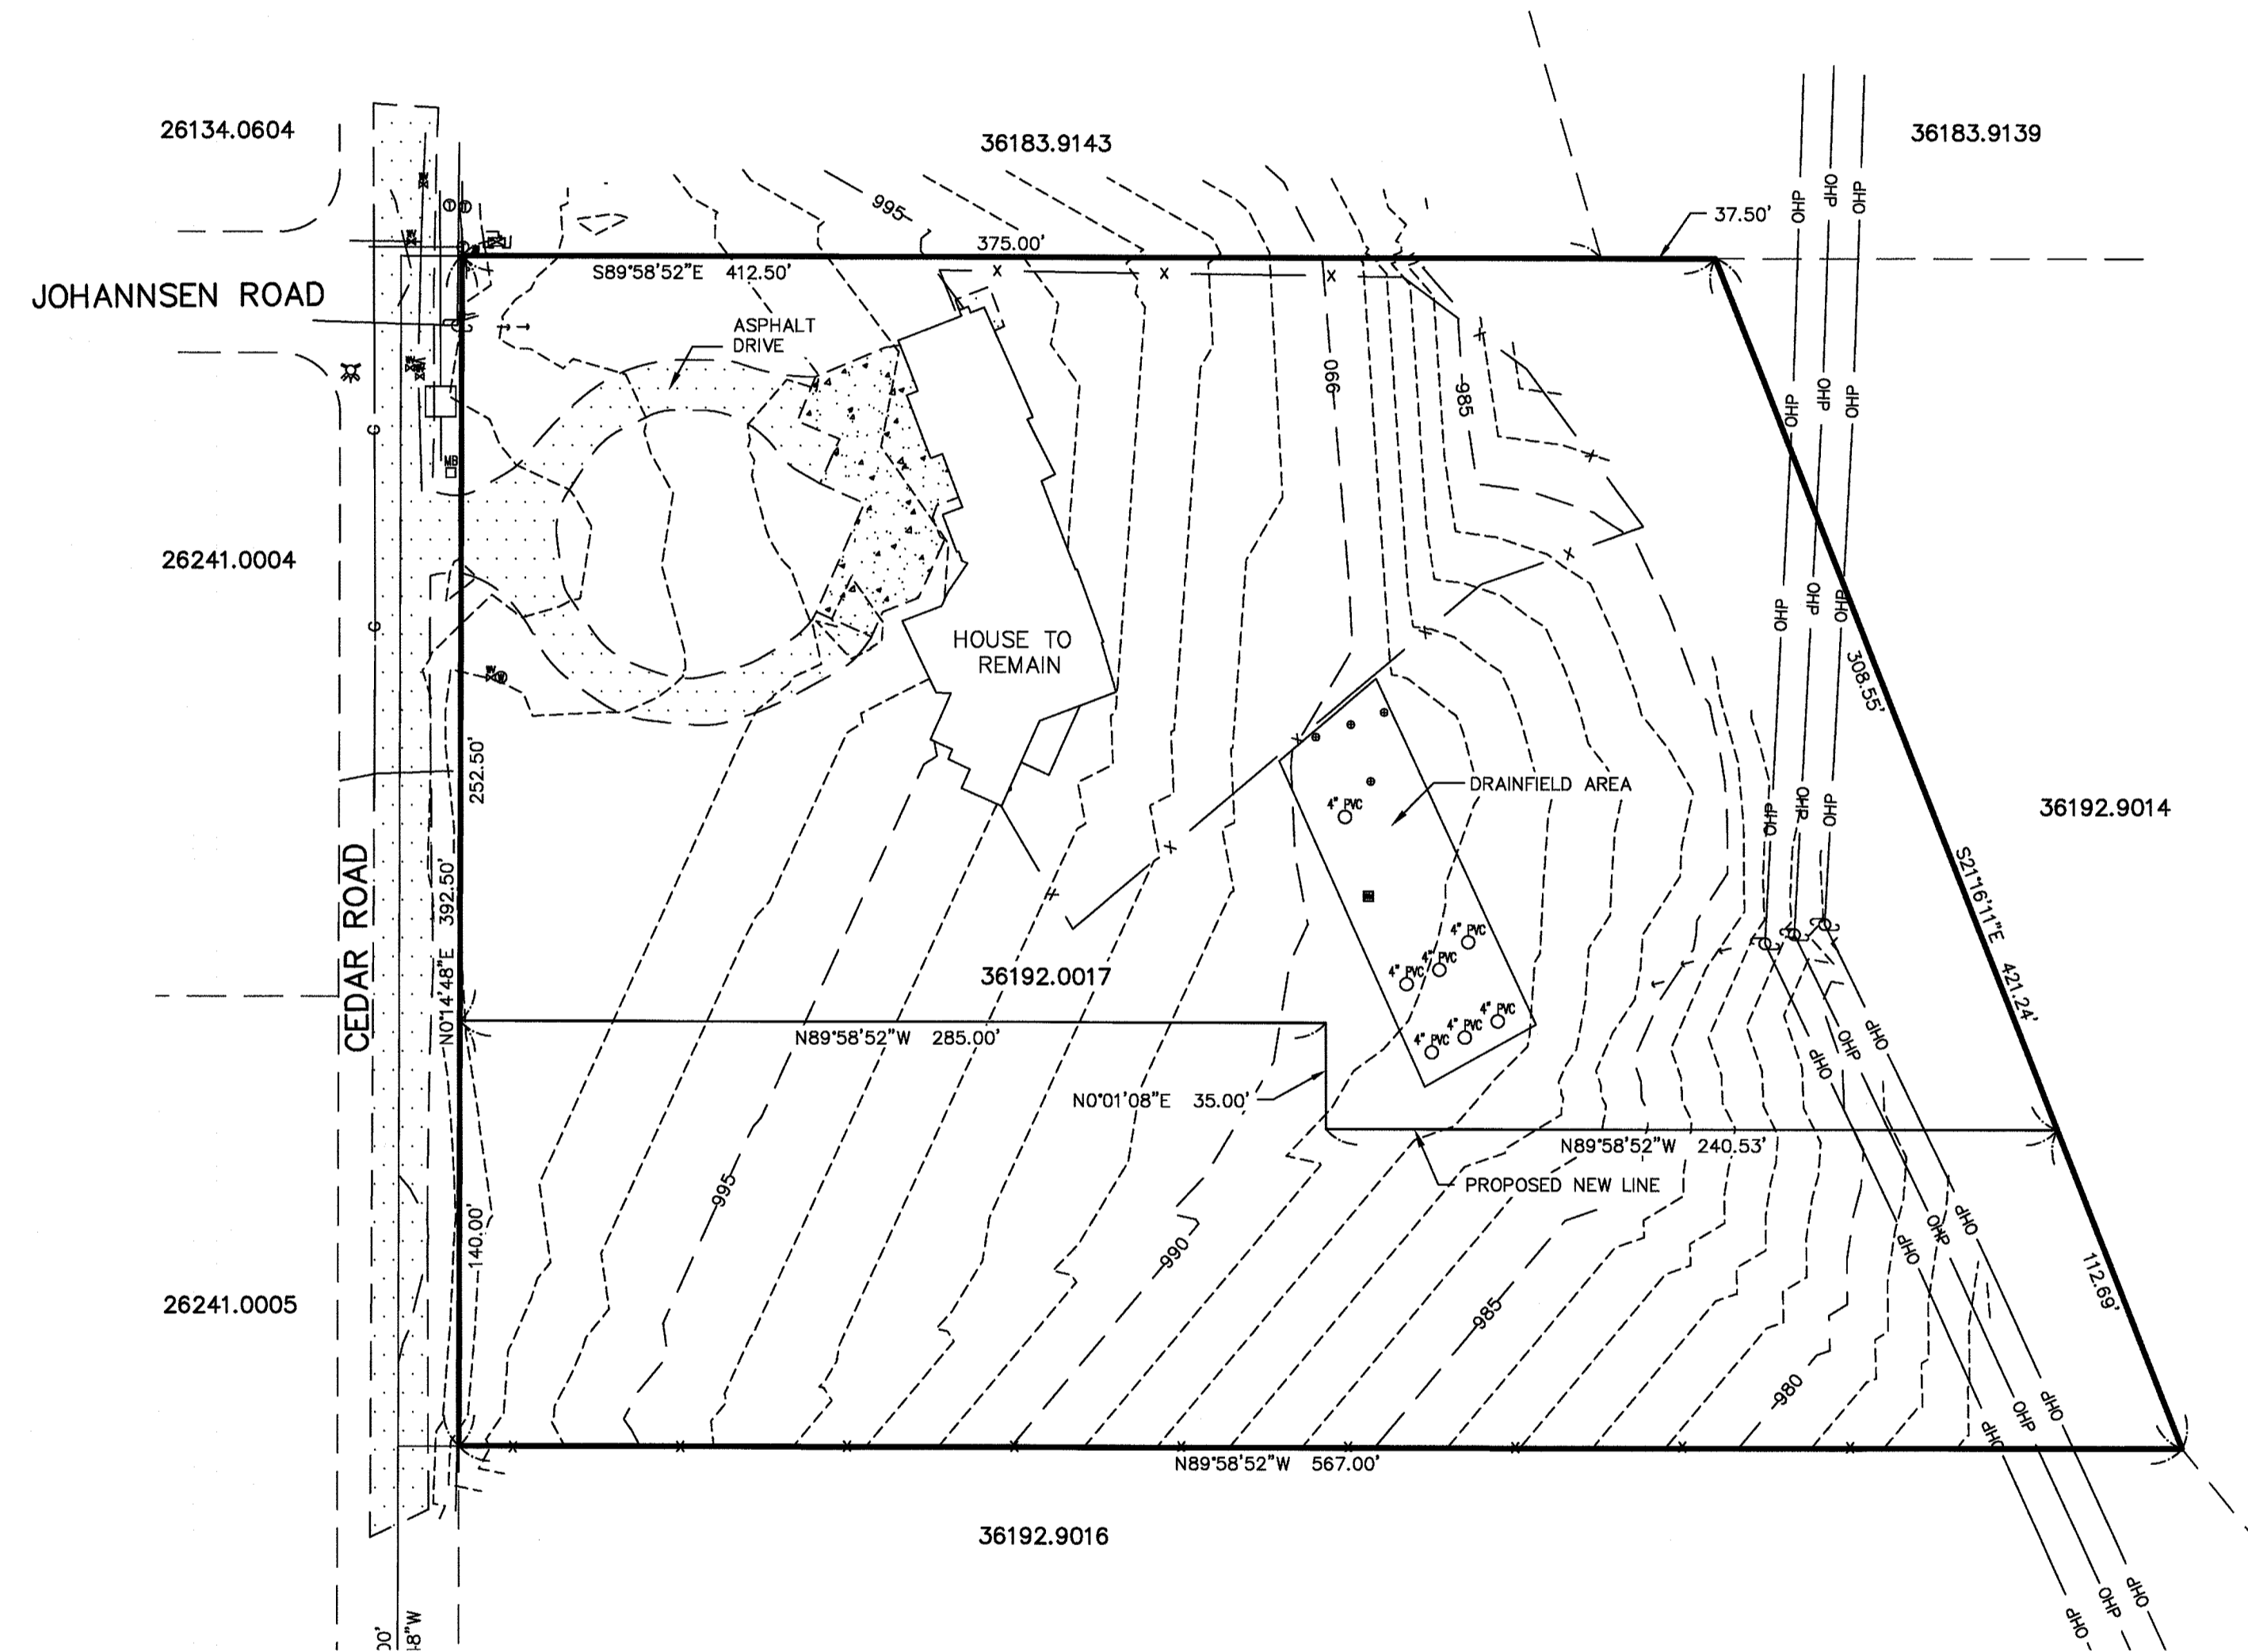 26134.0604
36183.9143
36183.9139
995
37.50'
375.00'
S89°58'52"E 412.50'
JOHANNSEN ROAD
ASPHALT
DRIVE
990
985
MB
G
26241.0004
G
HOUSE TO
REMAIN
308.55'
252.50'
DRAINFIELD AREA
4" PVC
36192.9014
CEDAR ROAD
N0°14'48"E 392.50'
S21°16'11"E 421.24'
4" PVC
4" PVC
4" PVC
36192.0017
4" PVC
4" PVC
4" PVC
N89°58'52"W 285.00'
N0°01'08"E 35.00'
N89°58'52"W 240.53'
PROPOSED NEW LINE
995
140.00'
990
985
980
112.69'
26241.0005
N89°58'52"W 567.00'
36192.9016
OHP OHP OHP
OHP OHP OHP
OHP OHP OHP
OHP OHP OHP
OHP OHP OHP
OHP OHP OHP
OHP OHP OHP
OHP OHP OHP
00'
48"W